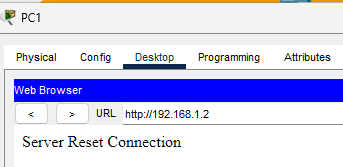 PC1
Physical Config Desktop Programming Attributes
Web Browser
< > URL http://192.168.1.2
Server Reset Connection